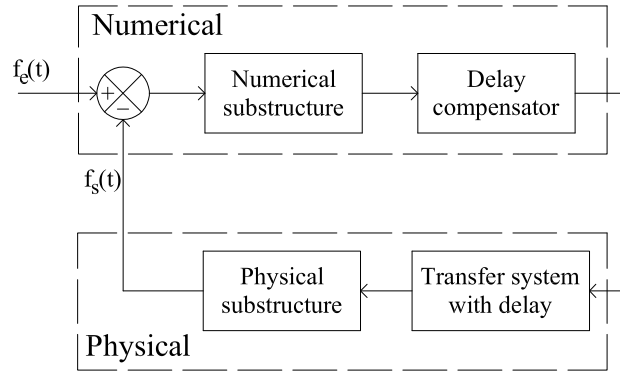 Numerical
fₑ(t)
+
−
Numerical
substructure
Delay
compensator
fₛ(t)
Physical
substructure
Transfer system
with delay
Physical